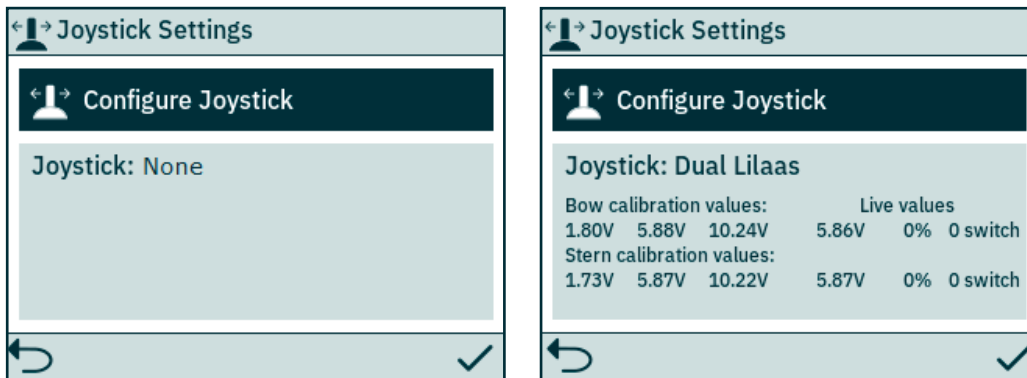 Joystick Settings
Configure Joystick
Joystick: None
Joystick Settings
Configure Joystick
Joystick: Dual Lilaas
Bow calibration values: Live values
1.80V 5.88V 10.24V 5.86V 0% 0 switch
Stern calibration values:
1.73V 5.87V 10.22V 5.87V 0% 0 switch